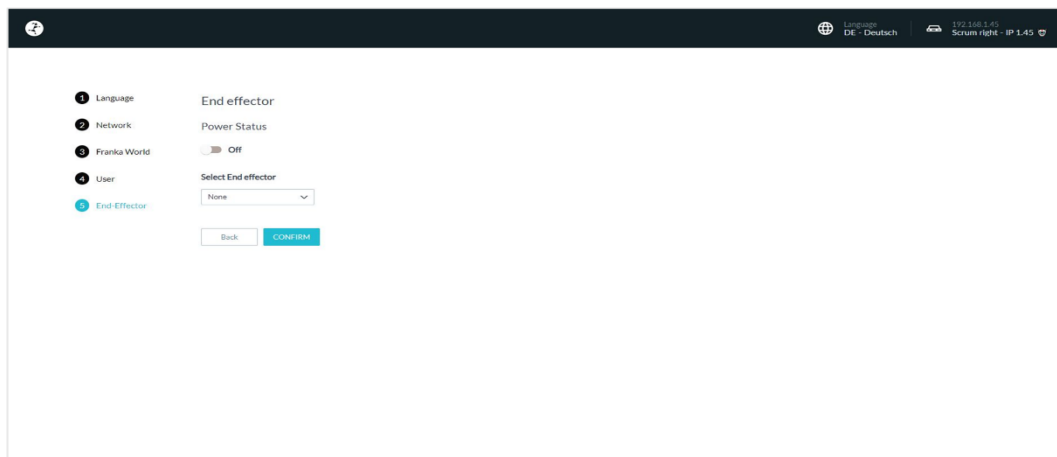 Language
DE - Deutsch
192.168.1.45
Scrum right - IP 1.45
1 Language
2 Network
3 Franka World
4 User
5 End-Effector
End effector
Power Status
Off
Select End effector
None
Back
CONFIRM